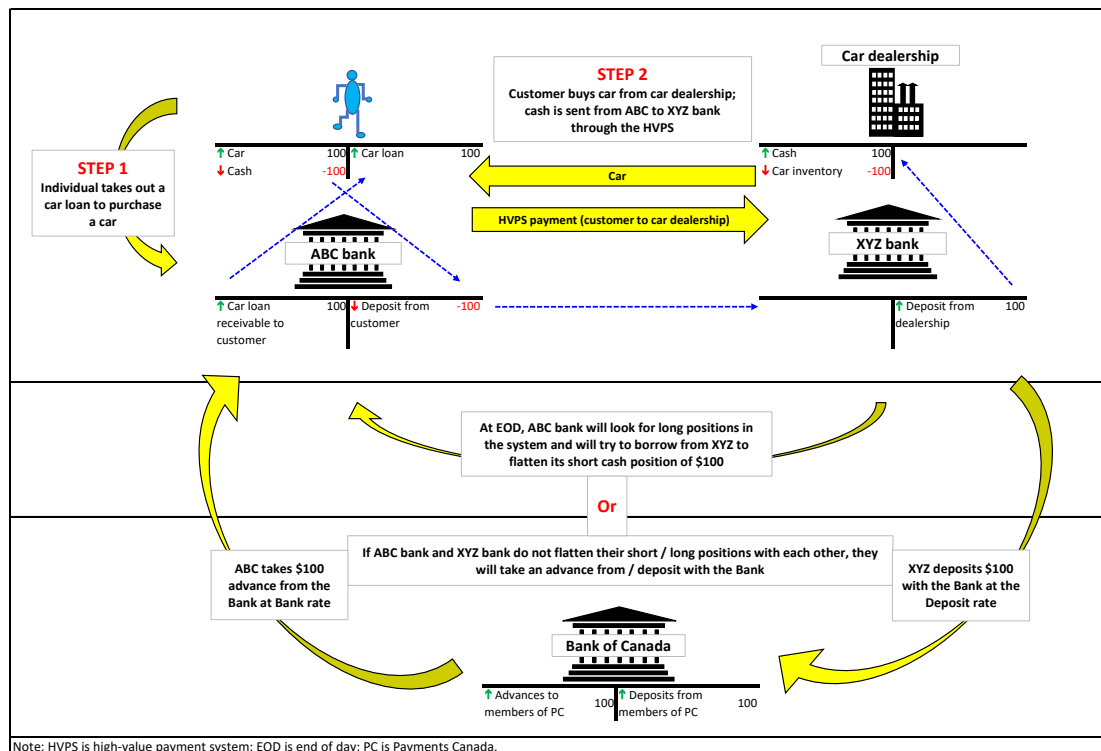 Car dealership
STEP 2
Customer buys car from car dealership;
cash is sent from ABC to XYZ bank
through the HVPS
STEP 1
Individual takes out a
car loan to purchase
a car
↑ Car 100 ↑ Car loan 100
↓ Cash -100
↑ Cash 100
↓ Car inventory -100
Car
HVPS payment (customer to car dealership)
ABC bank
XYZ bank
↑ Car loan 100 ↓ Deposit from -100
receivable to customer
customer
↑ Deposit from 100
dealership
At EOD, ABC bank will look for long positions in
the system and will try to borrow from XYZ to
flatten its short cash position of $100
Or
If ABC bank and XYZ bank do not flatten their short / long positions with each other, they
will take an advance from / deposit with the Bank
ABC takes $100
advance from the
Bank at Bank rate
XYZ deposits $100
with the Bank at the
Deposit rate
Bank of Canada
↑ Advances to 100 ↑ Deposits from 100
members of PC members of PC
Note: HVPS is high-value payment system; EOD is end of day; PC is Payments Canada.